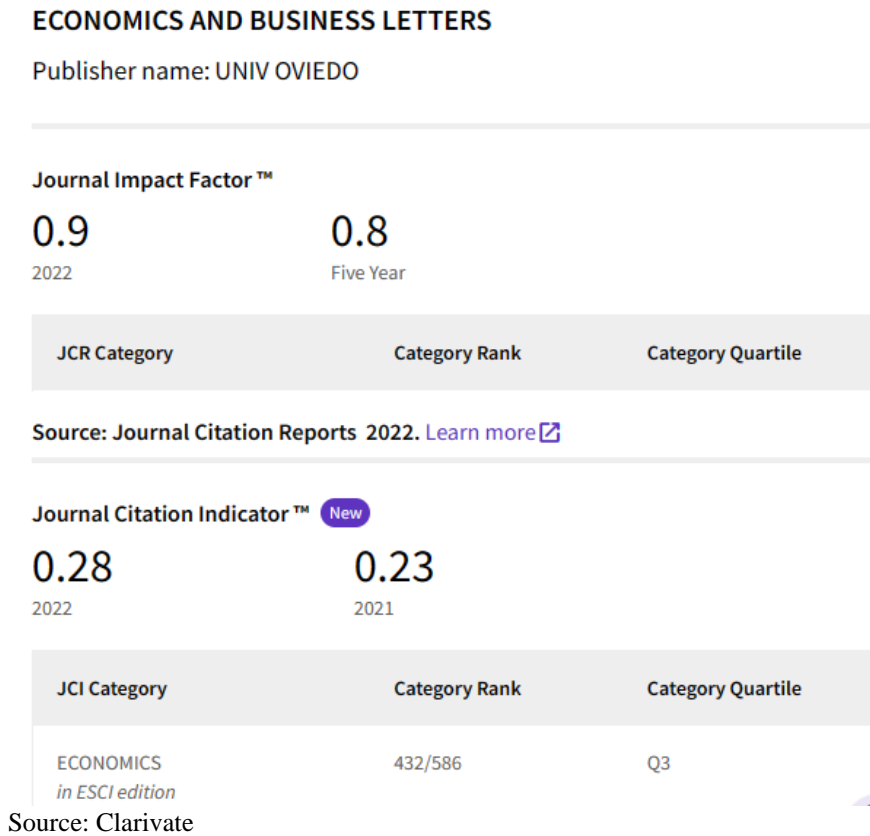 ECONOMICS AND BUSINESS LETTERS
Publisher name: UNIV OVIEDO
Journal Impact Factor ™
0.9 0.8
2022 Five Year
JCR Category Category Rank Category Quartile
Source: Journal Citation Reports 2022. Learn more
Journal Citation Indicator ™ New
0.28 0.23
2022 2021
JCI Category Category Rank Category Quartile
ECONOMICS 432/586 Q3
in ESCI edition
Source: Clarivate